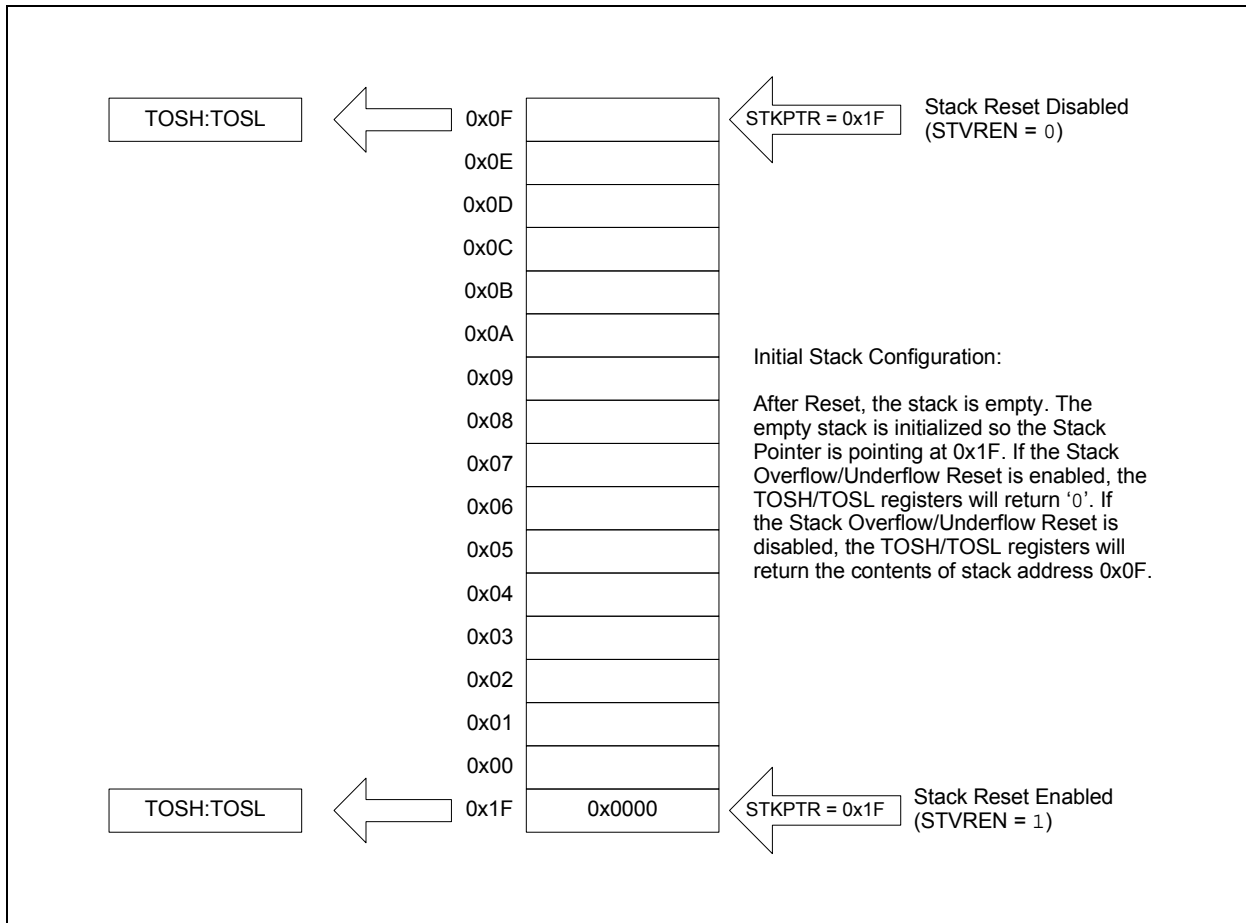 TOSH:TOSL
0x0F
STKPTR = 0x1F
Stack Reset Disabled
(STVREN = 0)
0x0E
0x0D
0x0C
0x0B
0x0A
0x09
0x08
0x07
0x06
0x05
0x04
0x03
0x02
0x01
0x00
Initial Stack Configuration:
After Reset, the stack is empty. The
empty stack is initialized so the Stack
Pointer is pointing at 0x1F. If the Stack
Overflow/Underflow Reset is enabled, the
TOSH/TOSL registers will return ‘0’. If
the Stack Overflow/Underflow Reset is
disabled, the TOSH/TOSL registers will
return the contents of stack address 0x0F.
TOSH:TOSL
0x1F
0x0000
STKPTR = 0x1F
Stack Reset Enabled
(STVREN = 1)